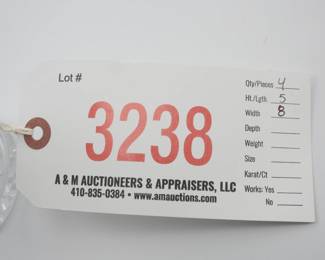 Lot #
3238
A & M AUCTIONEERS & APPRAISERS, LLC
410-835-0384 • www.amauctions.com
Qty/Pieces 4
Ht./Lgth 5
Width 8
Depth
Weight
Size
Karat/Ct
Works: Yes
No